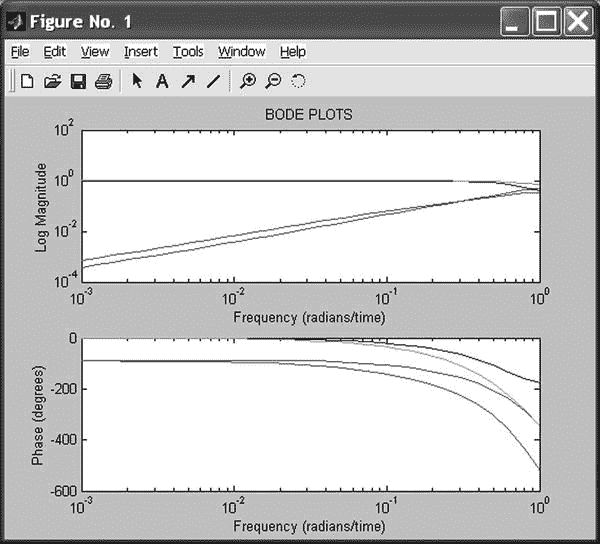 Figure No. 1
File Edit View Insert Tools Window Help
A
BODE PLOTS
Log Magnitude
10^2
10^0
10^-2
10^-4
10^-3 10^-2 10^-1 10^0
Frequency (radians/time)
Phase (degrees)
0
-200
-400
-600
10^-3 10^-2 10^-1 10^0
Frequency (radians/time)